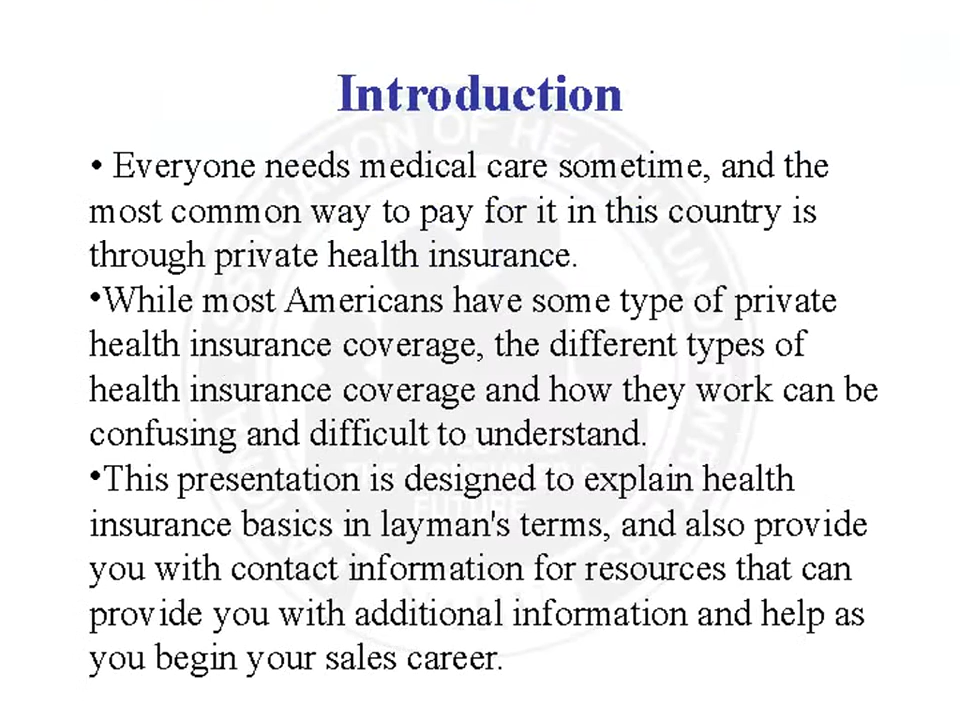 Introduction
• Everyone needs medical care sometime, and the
most common way to pay for it in this country is
through private health insurance.
•While most Americans have some type of private
health insurance coverage, the different types of
health insurance coverage and how they work can be
confusing and difficult to understand.
•This presentation is designed to explain health
insurance basics in layman's terms, and also provide
you with contact information for resources that can
provide you with additional information and help as
you begin your sales career.